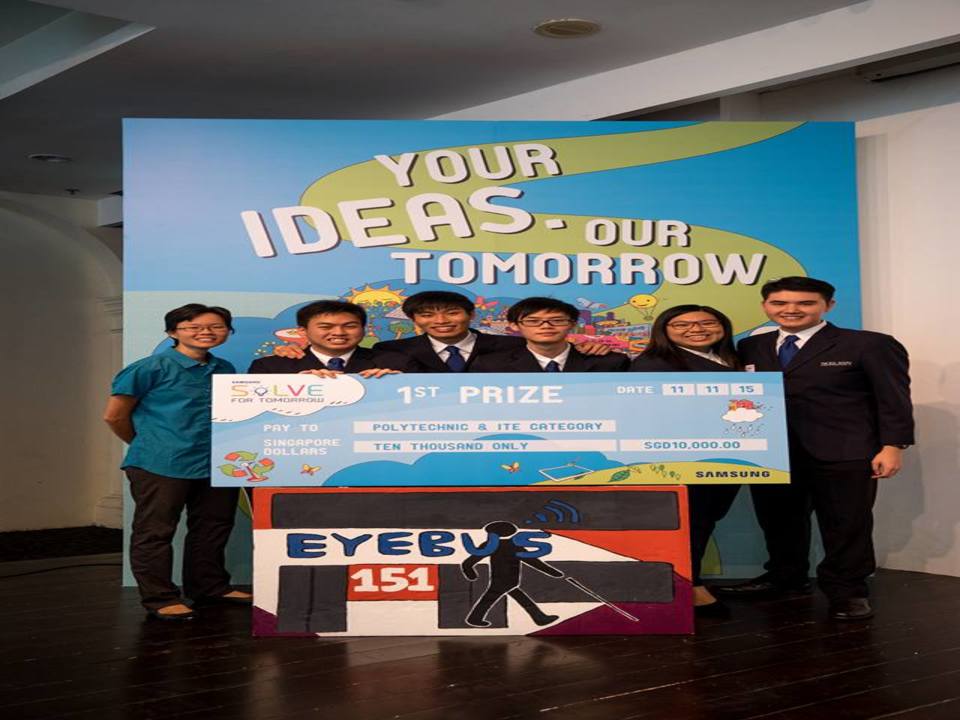 YOUR
IDEAS. OUR
TOMORROW
SAMSUNG
SOLVE
FOR TOMORROW
1ST PRIZE
DATE 11 11 15
PAY TO POLYTECHNIC & ITE CATEGORY
SINGAPORE
DOLLARS
TEN THOUSAND ONLY SGD10,000.00
SAMSUNG
EYEBUS
151